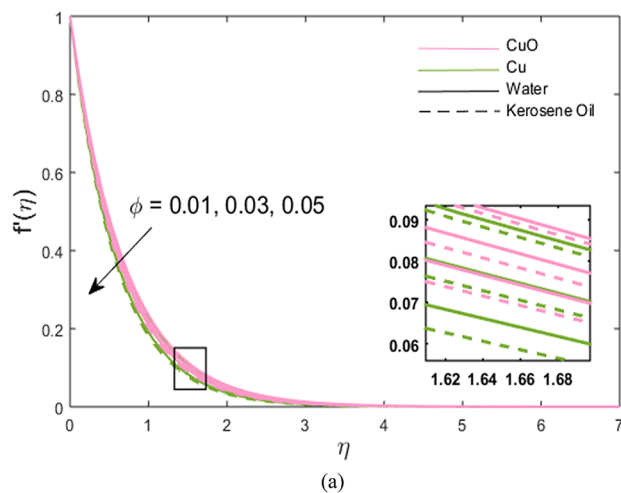 1
0.8
0.6
0.4
0.2
0
f'(η)
CuO
Cu
Water
Kerosene Oil
ϕ = 0.01, 0.03, 0.05
0.09
0.08
0.07
0.06
1.62 1.64 1.66 1.68
0 1 2 3 4 5 6 7
η
(a)